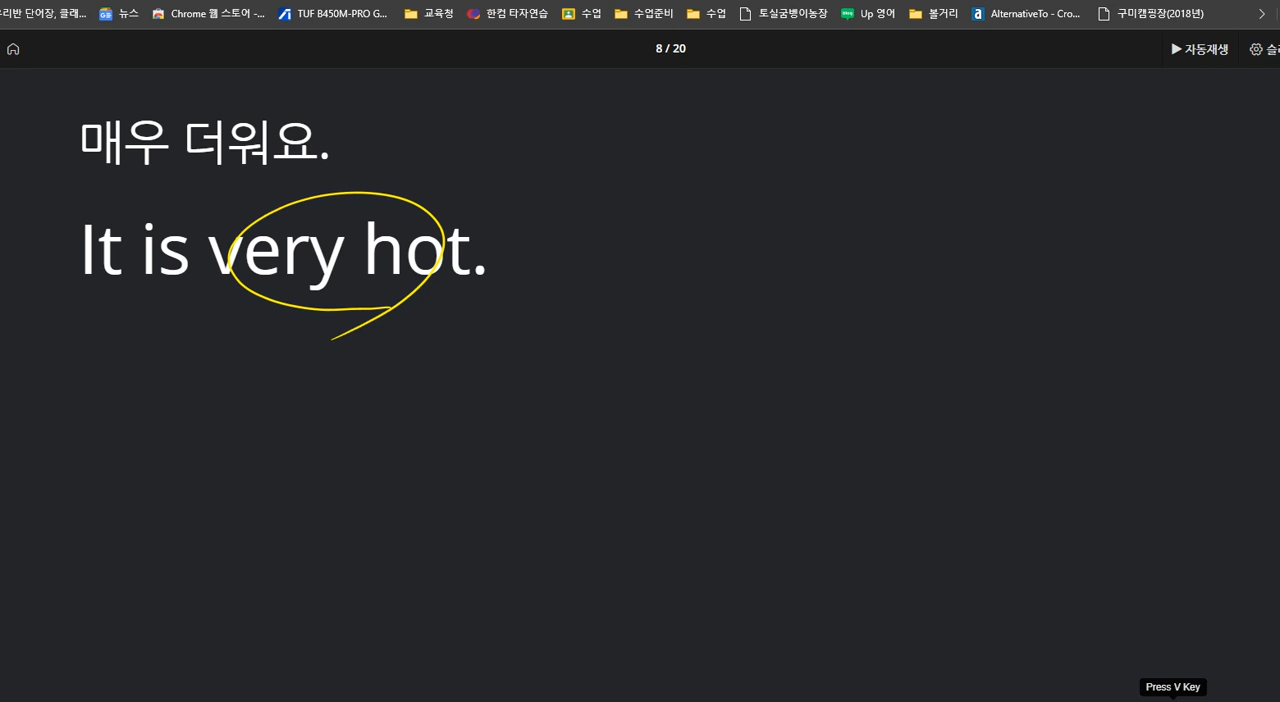 리반 단어장, 클래... 뉴스 Chrome 웹 스토어 -... TUF B450M-PRO G... 교육청 한컴 타자연습 수업 수업준비 수업 토실굼벵이농장 Up 영어 볼거리 AlternativeTo - Cro... 구미캠핑장(2018년)
8 / 20 ▶ 자동재생
매우 더워요.
It is very hot.
Press V Key